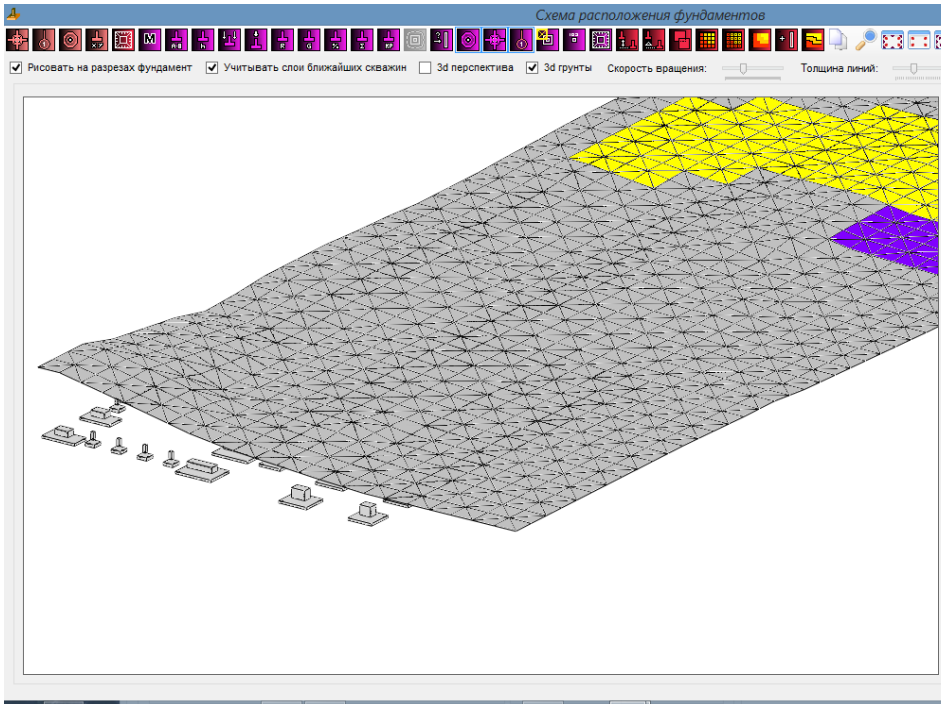 Схема расположения фундаментов
Рисовать на разрезах фундамент Учитывать слои ближайших скважин 3d перспектива 3d грунты Скорость вращения: Толщина линий: